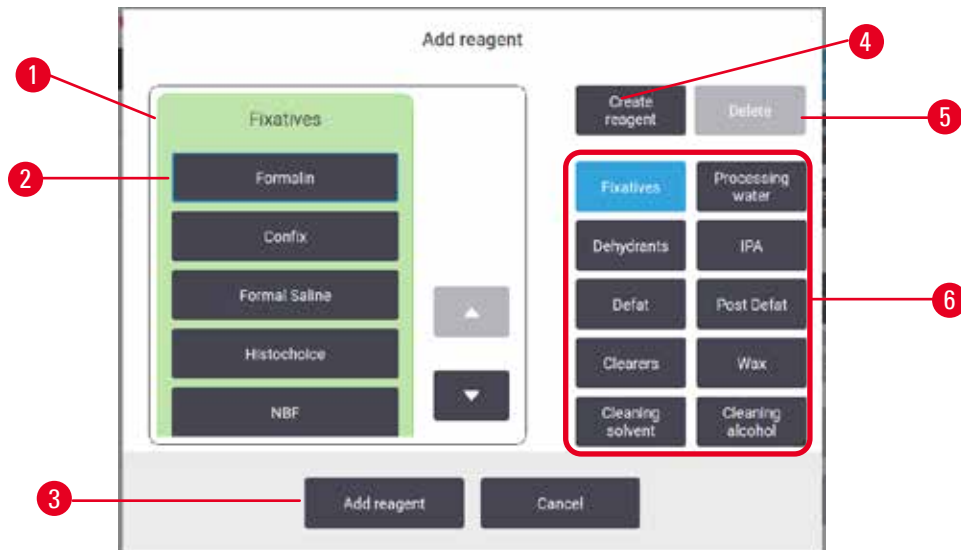 Add reagent
4
1
Create
reagent
Delete
5
Fixatives
2
Formalin
Confix
Formal Saline
Histochoice
NBF
Fixatives
Processing
water
Dehydrants
IPA
Defat
Post Defat
6
Clearers
Wax
Cleaning
solvent
Cleaning
alcohol
3
Add reagent
Cancel